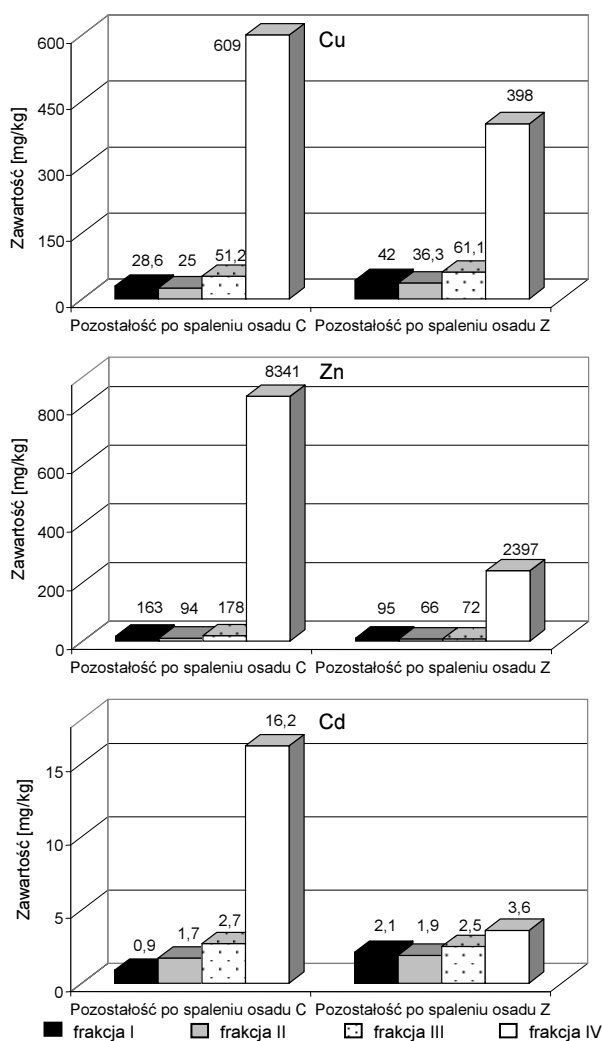 Cu
Zawartość [mg/kg]
600
450
300
150
0
28,6
25
51,2
609
42
36,3
61,1
398
Pozostałość po spaleniu osadu C
Pozostałość po spaleniu osadu Z
Zn
Zawartość [mg/kg]
800
600
400
200
0
163
94
178
8341
95
66
72
2397
Pozostałość po spaleniu osadu C
Pozostałość po spaleniu osadu Z
Cd
Zawartość [mg/kg]
15
10
5
0
0,9
1,7
2,7
16,2
2,1
1,9
2,5
3,6
Pozostałość po spaleniu osadu C
Pozostałość po spaleniu osadu Z
frakcja I
frakcja II
frakcja III
frakcja IV